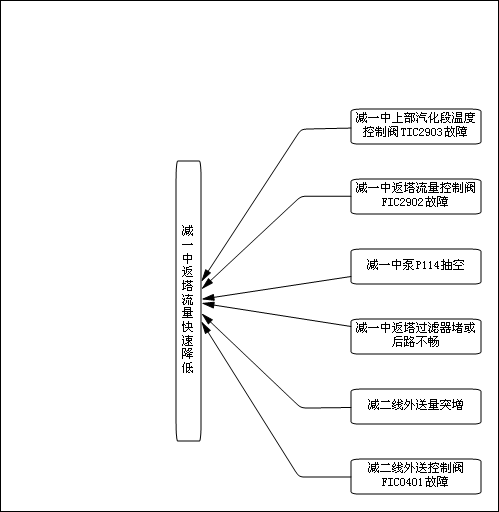 减一中上部汽化段温度
控制阀TIC2903故障
减一中返塔流量控制阀
FIC2902故障
减一中返塔流量快速降低
减一中泵P114抽空
减一中返塔过滤器堵或
后路不畅
减二线外送量突增
减二线外送控制阀
FIC0401故障